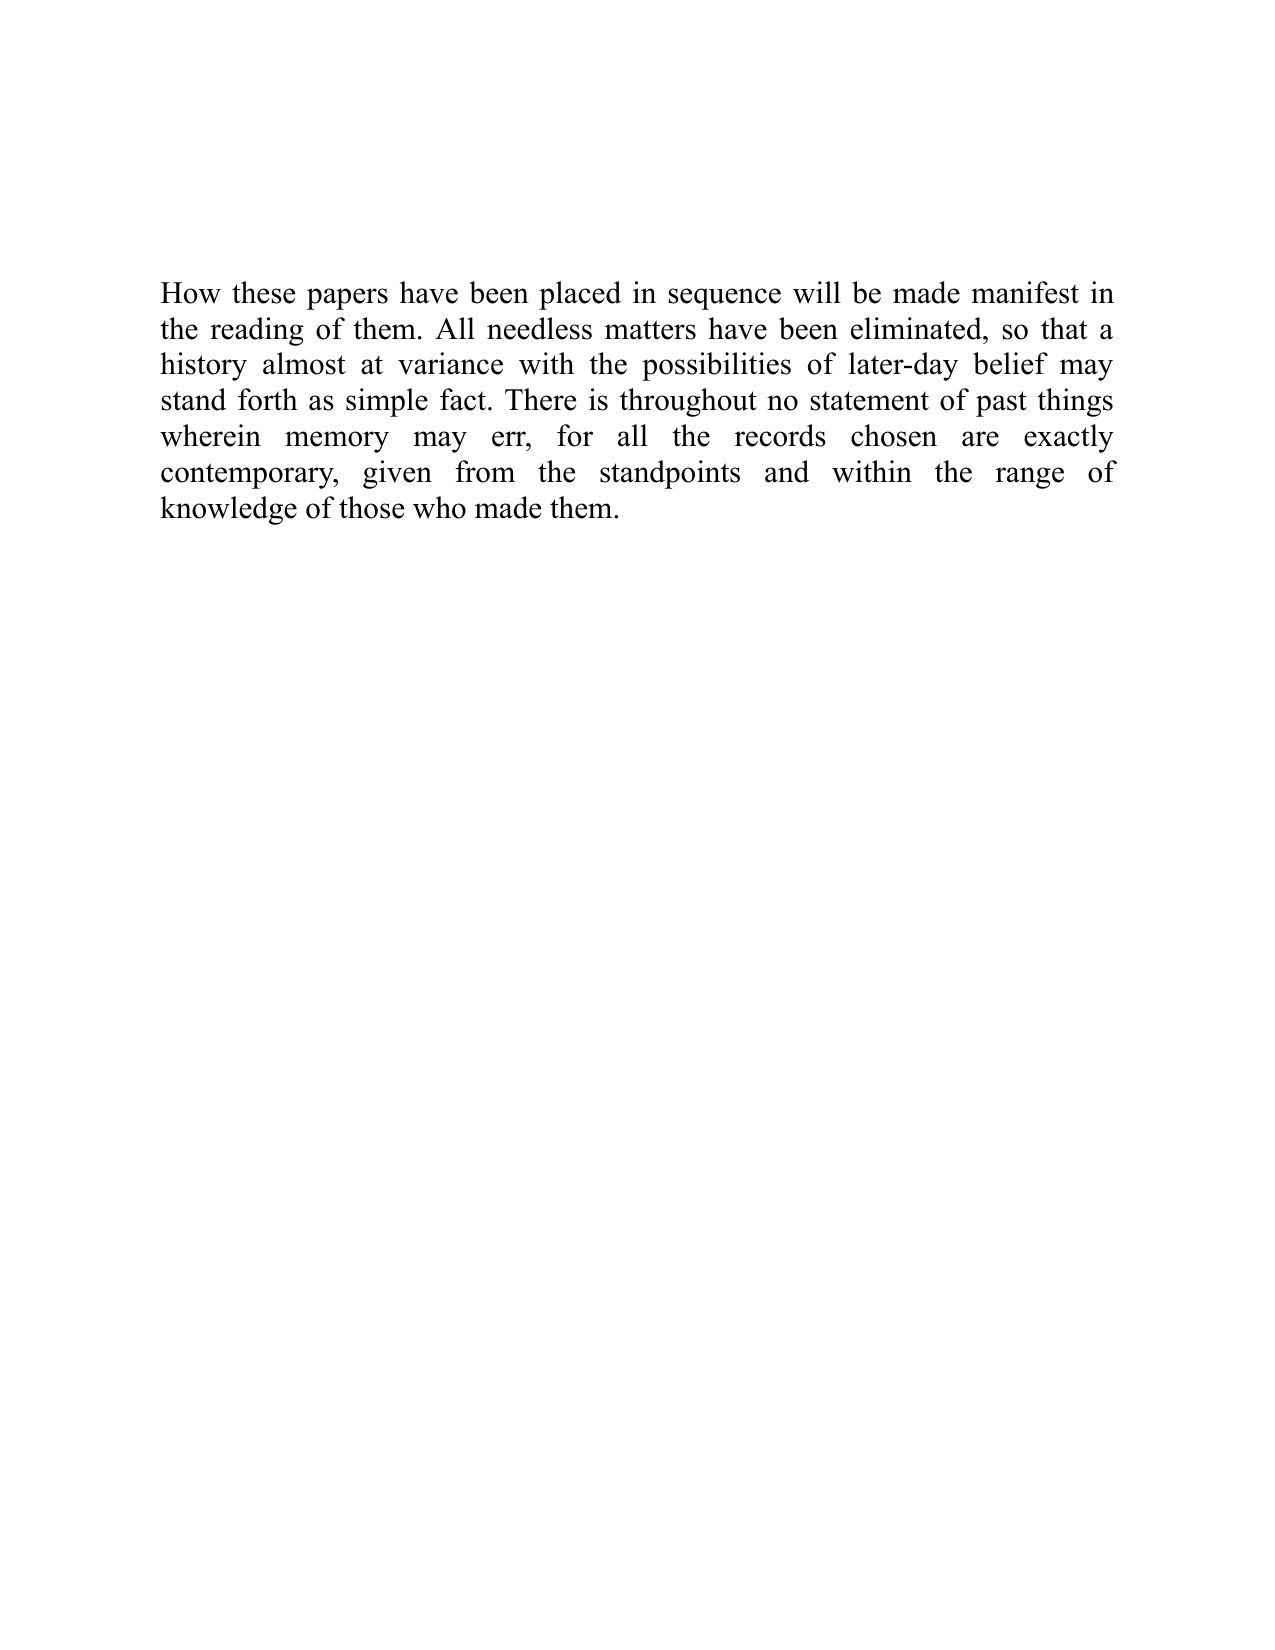 How these papers have been placed in sequence will be made manifest in
the reading of them. All needless matters have been eliminated, so that a
history almost at variance with the possibilities of later-day belief may
stand forth as simple fact. There is throughout no statement of past things
wherein memory may err, for all the records chosen are exactly
contemporary, given from the standpoints and within the range of
knowledge of those who made them.